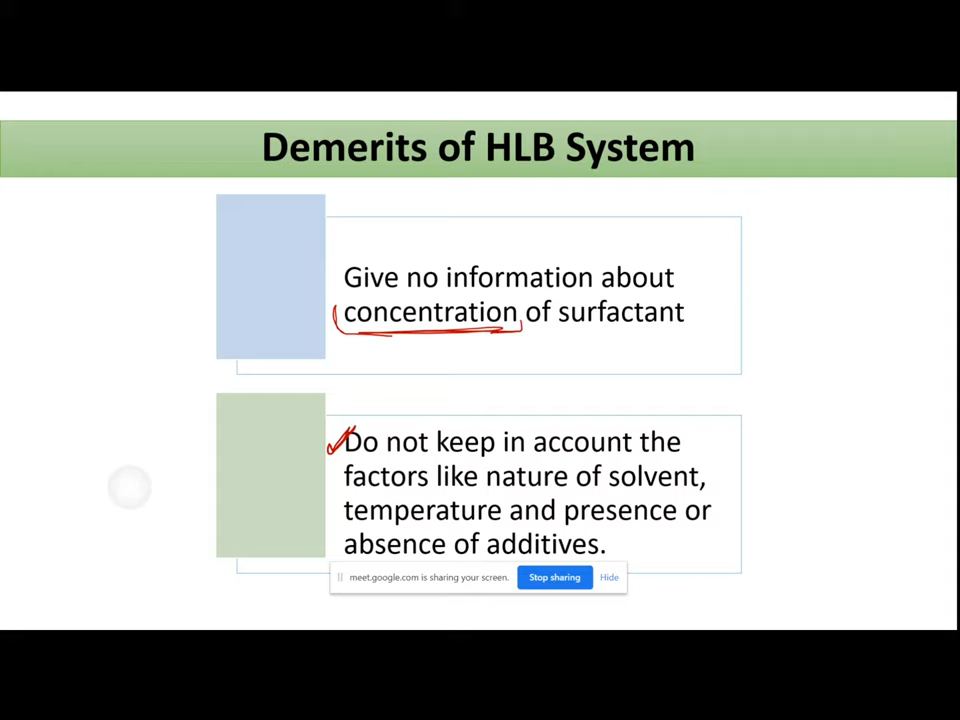 Demerits of HLB System
Give no information about
concentration of surfactant
Do not keep in account the
factors like nature of solvent,
temperature and presence or
absence of additives.
meet.google.com is sharing your screen. Stop sharing Hide